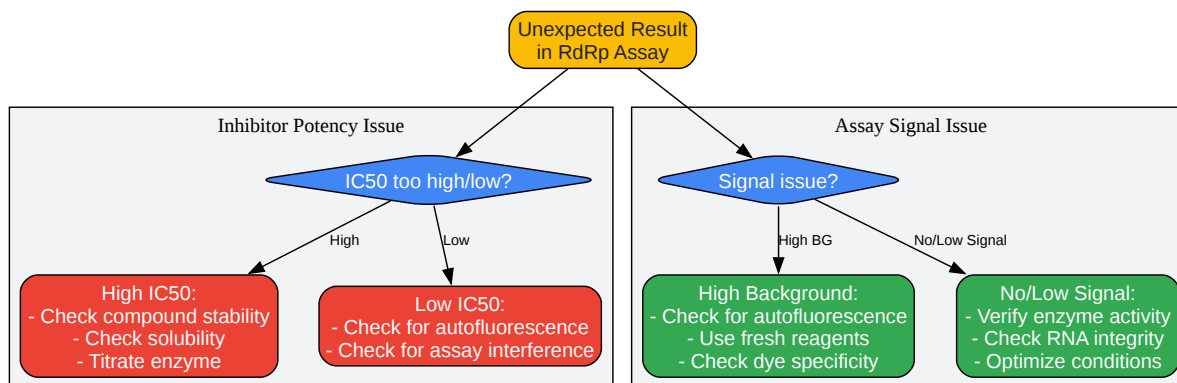 Unexpected Result
in RdRp Assay
Inhibitor Potency Issue
IC50 too high/low?
High
Low
High IC50:
- Check compound stability
- Check solubility
- Titrate enzyme
Low IC50:
- Check for autofluorescence
- Check for assay interference
Assay Signal Issue
Signal issue?
High BG
No/Low Signal
High Background:
- Check for autofluorescence
- Use fresh reagents
- Check dye specificity
No/Low Signal:
- Verify enzyme activity
- Check RNA integrity
- Optimize conditions